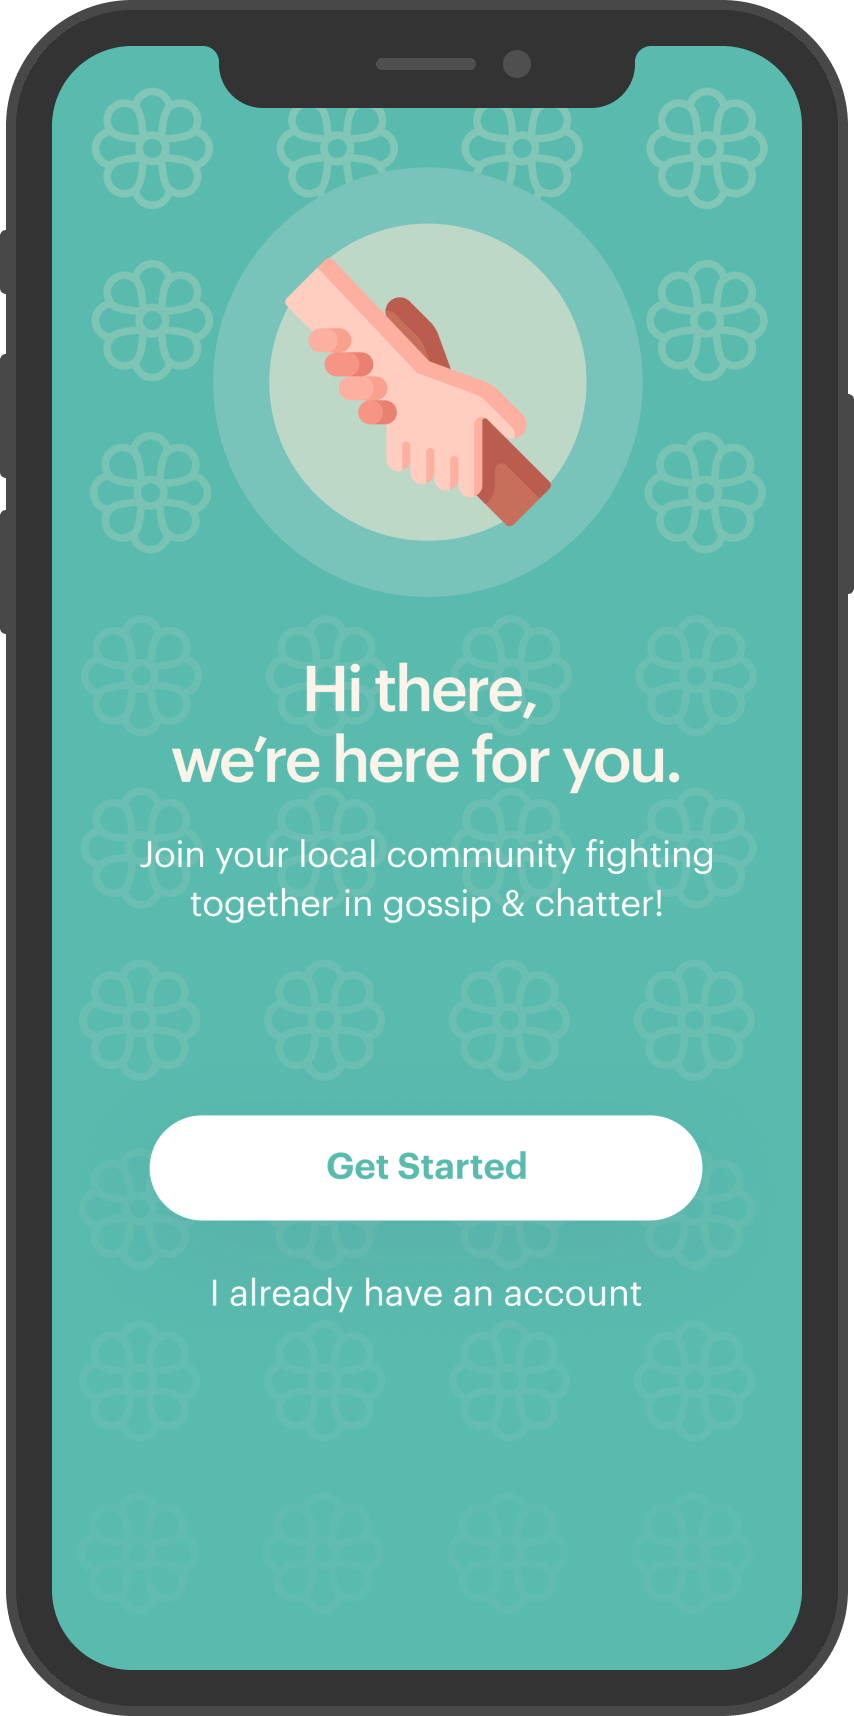 Hi there,
we’re here for you.
Join your local community fighting
together in gossip & chatter!
Get Started
I already have an account